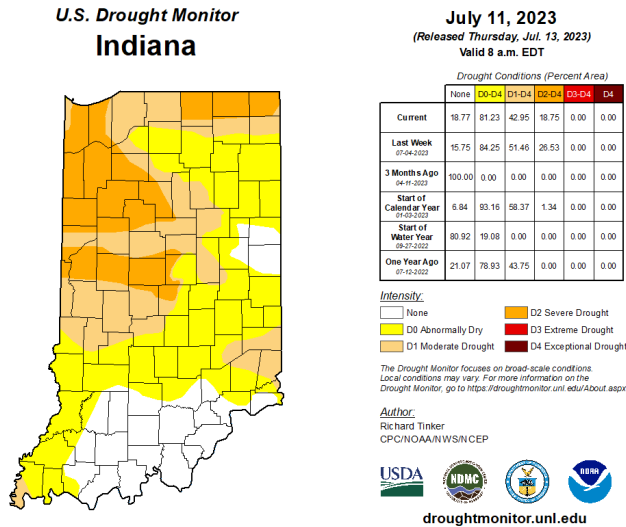 U.S. Drought Monitor
Indiana
July 11, 2023
(Released Thursday, Jul. 13, 2023)
Valid 8 a.m. EDT
Drought Conditions (Percent Area)
None D0-D4 D1-D4 D2-D4 D3-D4 D4
Current 18.77 81.23 42.95 18.75 0.00 0.00
Last Week 07-04-2023 15.75 84.25 51.46 26.53 0.00 0.00
3 Months Ago 04-11-2023 100.00 0.00 0.00 0.00 0.00 0.00
Start of Calendar Year 01-03-2023 6.84 93.16 58.37 1.34 0.00 0.00
Start of Water Year 09-27-2022 80.92 19.08 0.00 0.00 0.00 0.00
One Year Ago 07-12-2022 21.07 78.93 43.75 0.00 0.00 0.00
Intensity:
None
D0 Abnormally Dry
D1 Moderate Drought
D2 Severe Drought
D3 Extreme Drought
D4 Exceptional Drought
The Drought Monitor focuses on broad-scale conditions.
Local conditions may vary. For more information on the
Drought Monitor, go to https://droughtmonitor.unl.edu/About.aspx
Author:
Richard Tinker
CPC/NOAA/NWS/NCEP
USDA
NDMC
NOAA
droughtmonitor.unl.edu